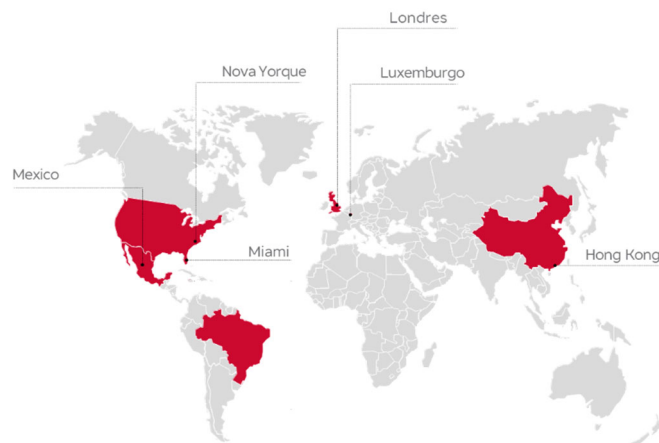 Londres
Nova Yorque
Luxemburgo
Mexico
Miami
Hong Kong